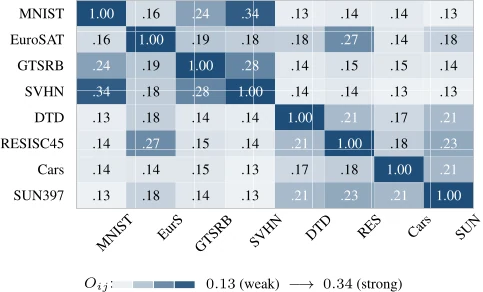 MNIST 1.00 .16 .24 .34 .13 .14 .14 .13
EuroSAT .16 1.00 .19 .18 .18 .27 .14 .18
GTSRB .24 .19 1.00 .28 .14 .15 .15 .14
SVHN .34 .18 .28 1.00 .14 .14 .13 .13
DTD .13 .18 .14 .14 1.00 .21 .17 .21
RESISC45 .14 .27 .15 .14 .21 1.00 .18 .23
Cars .14 .14 .15 .13 .17 .18 1.00 .21
SUN397 .13 .18 .14 .13 .21 .23 .21 1.00
MNIST EurS GTSRB SVHN DTD RES Cars SUN
O_{ij}: 0.13 (weak) → 0.34 (strong)